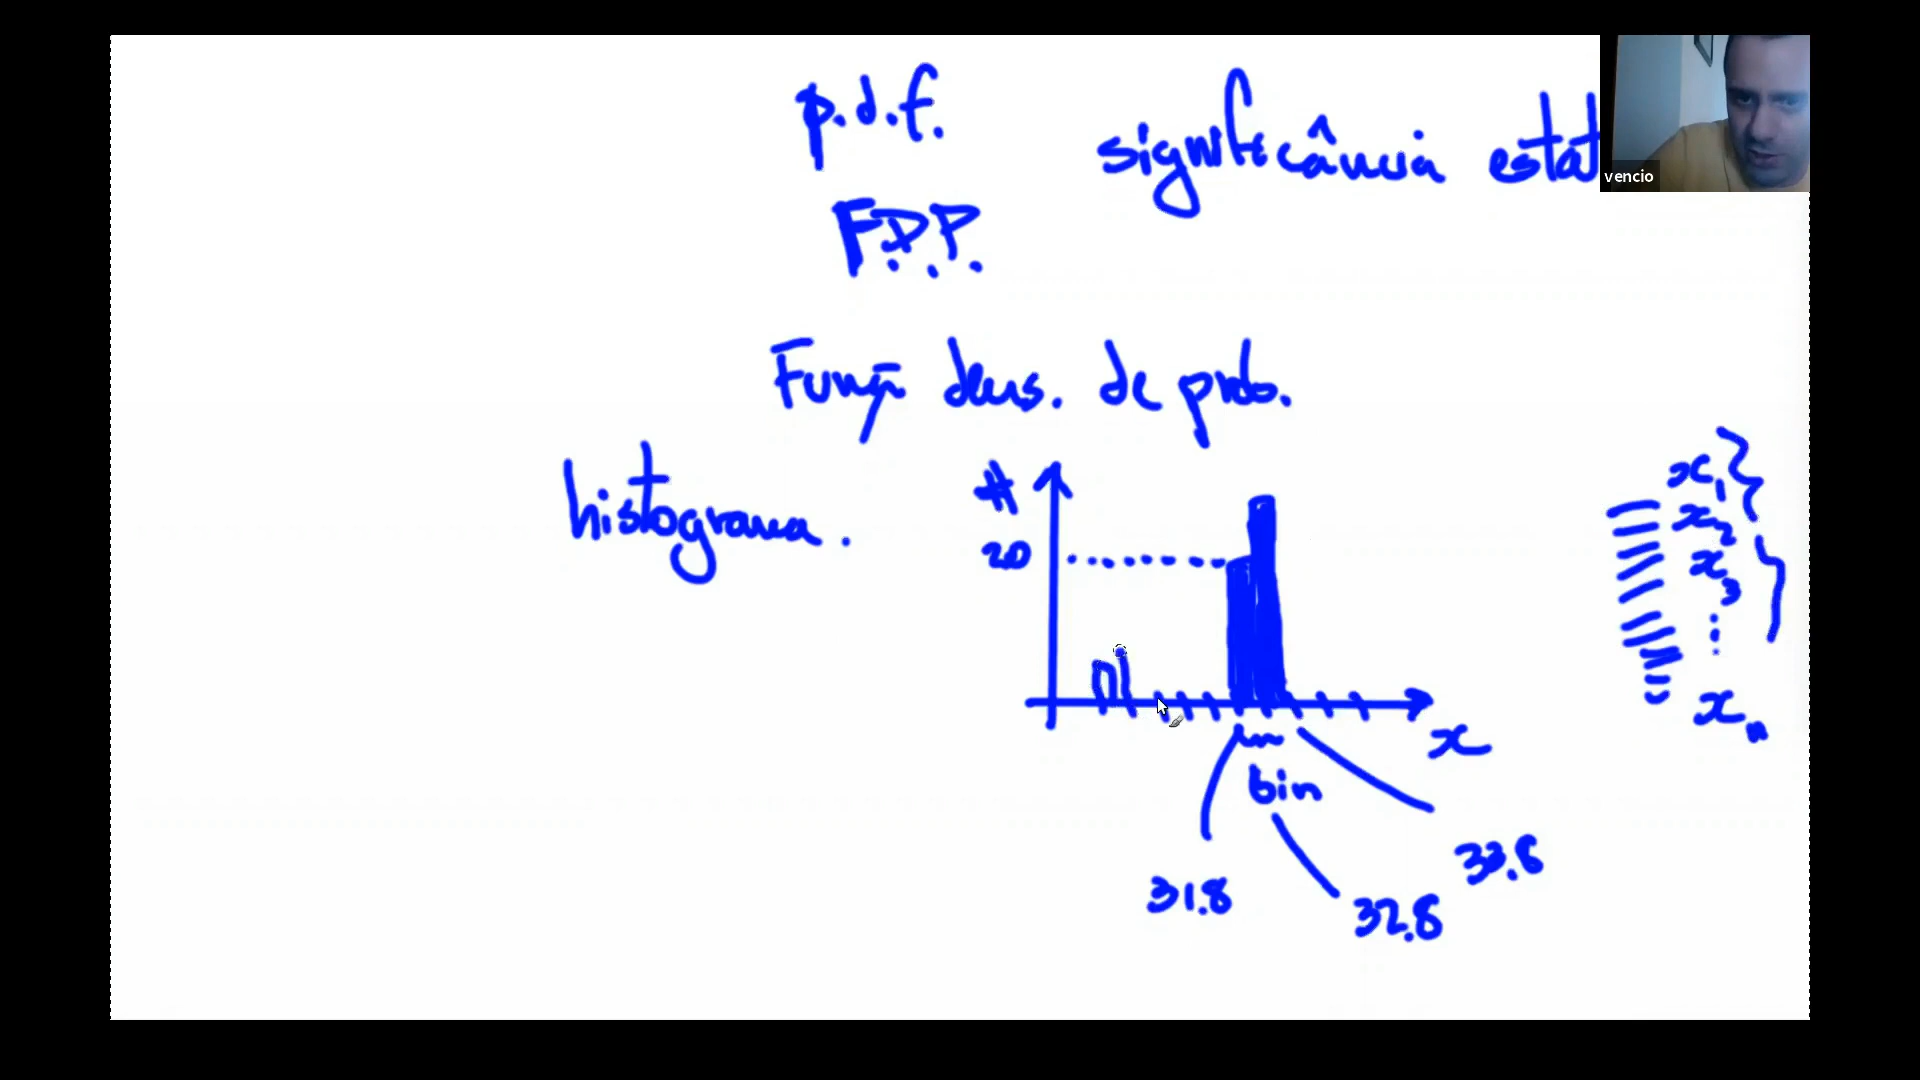 p.d.f.
significância estat
vencio
F.D.P.
Função dens. de prob.
histograma.
#
20
x
bin
31.8
32.8
33.8
x1
x2
x3
⋮
xn